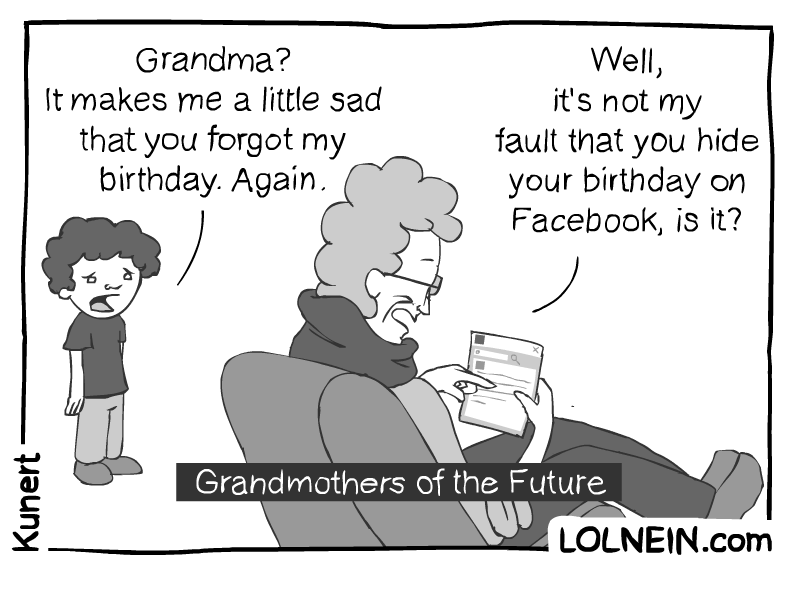 Grandma?
It makes me a little sad
that you forgot my
birthday. Again.
Well,
it's not my
fault that you hide
your birthday on
Facebook, is it?
Grandmothers of the Future
Kunert
LOLNEIN.com